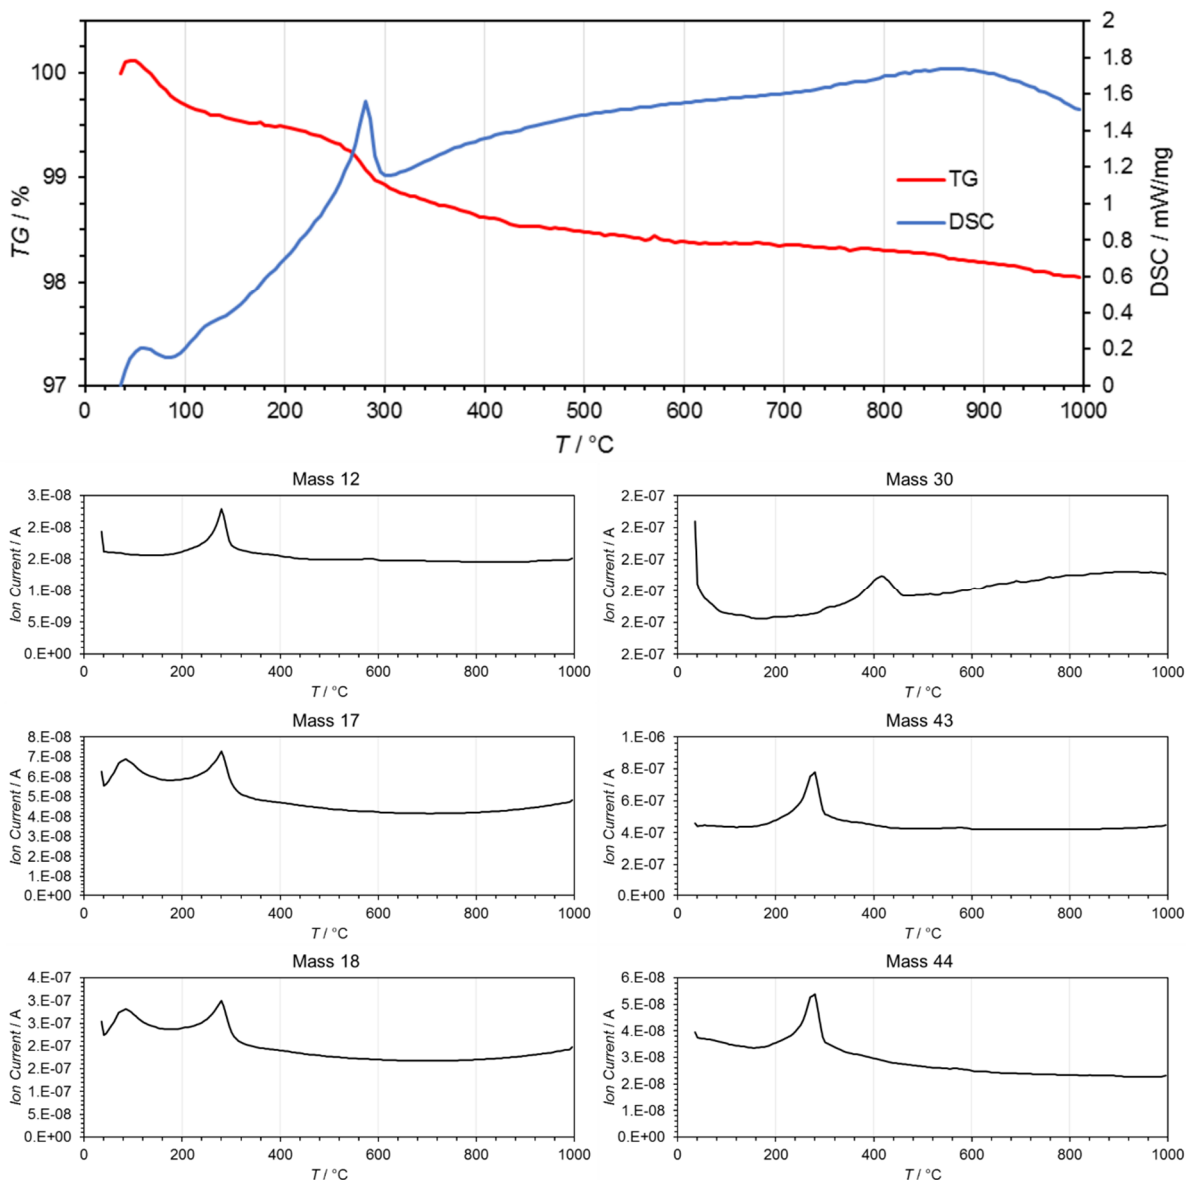 TG / %
100
99
98
97
2
1.8
1.6
1.4
1.2
1
0.8
0.6
0.4
0.2
0
DSC / mW/mg
TG
DSC
0 100 200 300 400 500 600 700 800 900 1000
T / °C
Mass 12
Ion Current / A
3.E-08
2.E-08
2.E-08
1.E-08
5.E-09
0.E+00
0 200 400 600 800 1000
T / °C
Mass 30
Ion Current / A
2.E-07
2.E-07
2.E-07
2.E-07
2.E-07
2.E-07
0 200 400 600 800 1000
T / °C
Mass 17
Ion Current / A
8.E-08
7.E-08
6.E-08
5.E-08
4.E-08
3.E-08
2.E-08
1.E-08
0.E+00
0 200 400 600 800 1000
T / °C
Mass 43
Ion Current / A
1.E-06
8.E-07
6.E-07
4.E-07
2.E-07
0.E+00
0 200 400 600 800 1000
T / °C
Mass 18
Ion Current / A
4.E-07
3.E-07
3.E-07
2.E-07
2.E-07
1.E-07
5.E-08
0.E+00
0 200 400 600 800 1000
T / °C
Mass 44
Ion Current / A
6.E-08
5.E-08
4.E-08
3.E-08
2.E-08
1.E-08
0.E+00
0 200 400 600 800 1000
T / °C